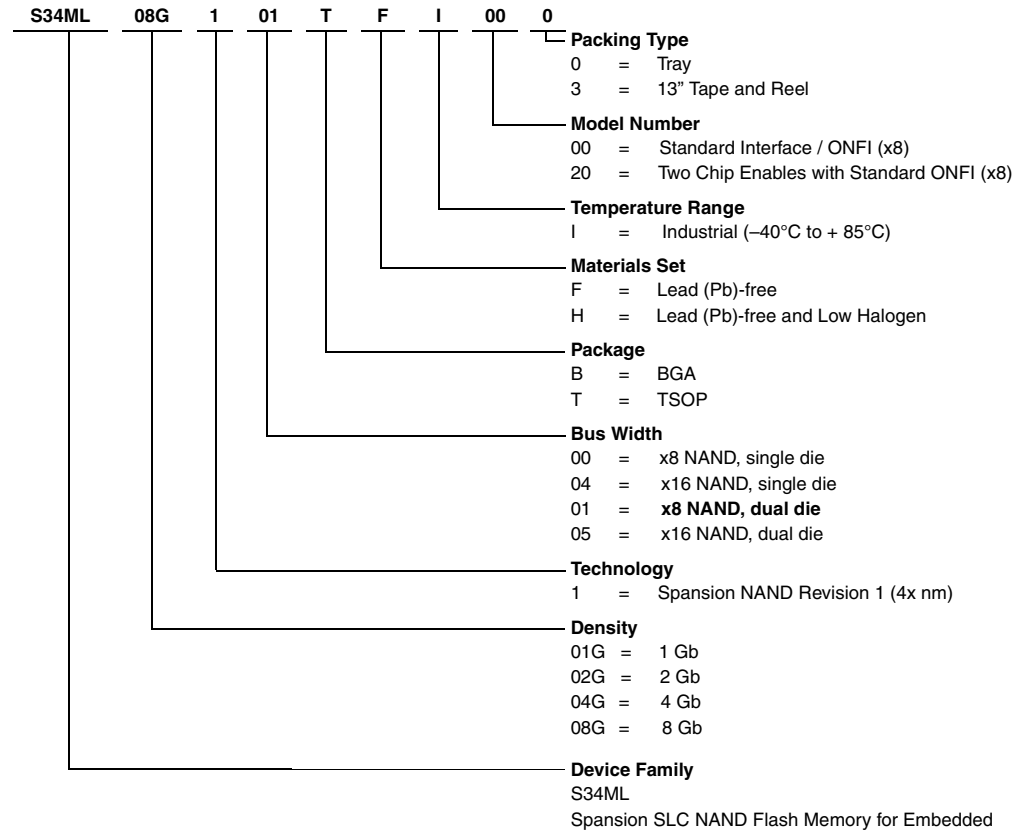 S34ML 08G 1 01 T F I 00 0
Packing Type
0 = Tray
3 = 13” Tape and Reel
Model Number
00 = Standard Interface / ONFI (x8)
20 = Two Chip Enables with Standard ONFI (x8)
Temperature Range
I = Industrial (–40°C to + 85°C)
Materials Set
F = Lead (Pb)-free
H = Lead (Pb)-free and Low Halogen
Package
B = BGA
T = TSOP
Bus Width
00 = x8 NAND, single die
04 = x16 NAND, single die
01 = x8 NAND, dual die
05 = x16 NAND, dual die
Technology
1 = Spansion NAND Revision 1 (4x nm)
Density
01G = 1 Gb
02G = 2 Gb
04G = 4 Gb
08G = 8 Gb
Device Family
S34ML
Spansion SLC NAND Flash Memory for Embedded